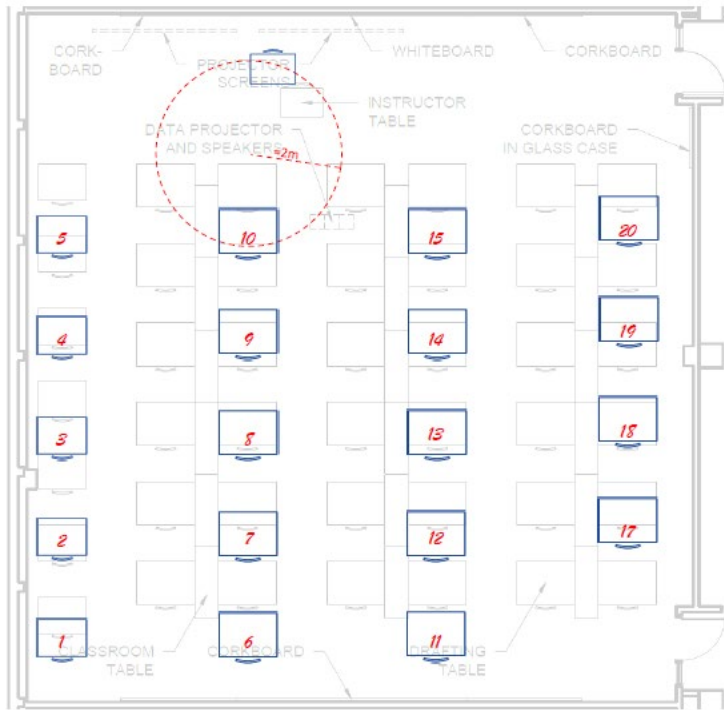 CORK-
BOARD
PROJECTOR
SCREENS
WHITEBOARD
CORKBOARD
INSTRUCTOR
TABLE
DATA PROJECTOR
AND SPEAKERS
≈2m
CORKBOARD
IN GLASS CASE
5
10
15
20
4
9
14
19
3
8
13
18
2
7
12
17
1
6
11
CLASSROOM
TABLE
CORKBOARD
DRAFTING
TABLE